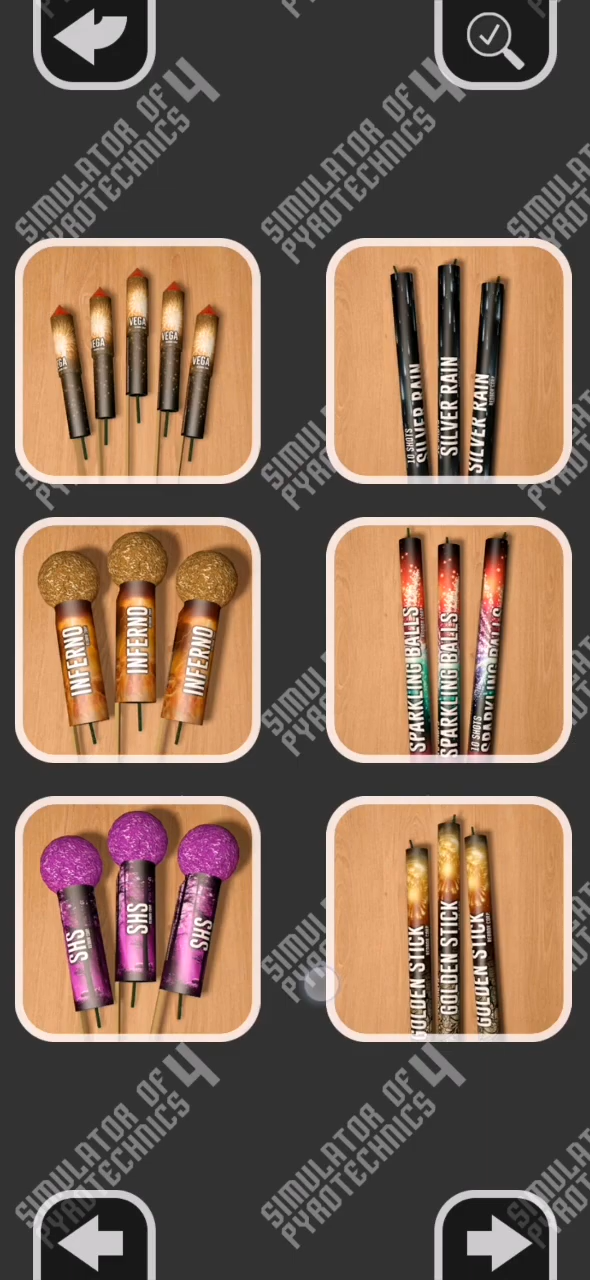 SIMULATOR OF 4
PYROTECHNICS
SIMULATOR OF 4
PYROTECHNICS
VEGA
VEGA
VEGA
VEGA
10 SHOTS
SILVER RAIN
SILVER RAIN
SILVER RAIN
INFERNO
INFERNO
INFERNO
SPARKLING BALLS
SPARKLING BALLS
10 SHOTS
SPARKLING BALLS
SHS
SHS
SHS
GOLDEN STICK
GOLDEN STICK
GOLDEN STICK
SIMULATOR OF 4
PYROTECHNICS
SIMULATOR OF 4
PYROTECHNICS